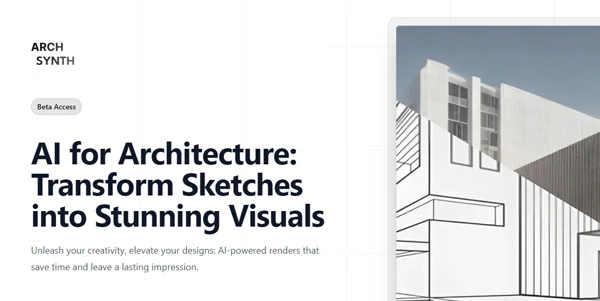 ARCH
SYNTH
Beta Access
AI for Architecture:
Transform Sketches
into Stunning Visuals
Unleash your creativity, elevate your designs: AI-powered renders that
save time and leave a lasting impression.